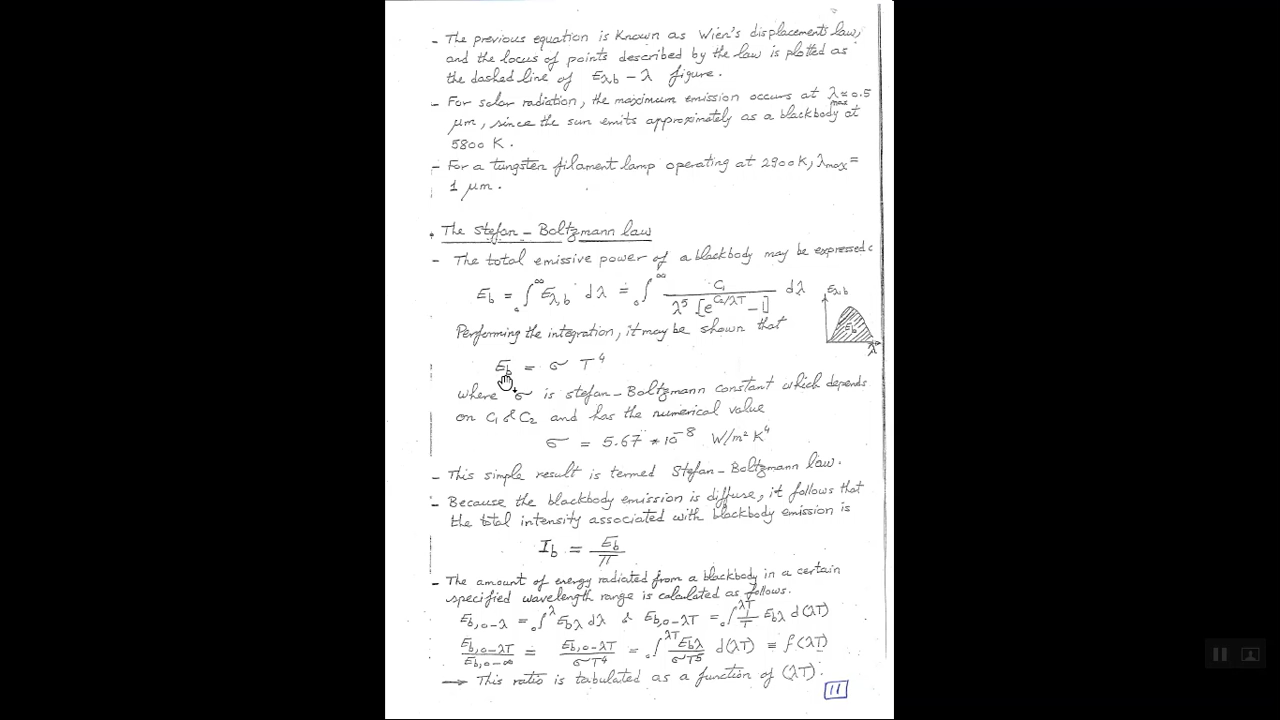 - The previous equation is Known as Wien's displacements law,
and the locus of points described by the law is plotted as
the dashed line of Eλb - λ figure.
- For solar radiation, the maximum emission occurs at λmax ≈ 0.5
μm, since the sun emits approximately as a blackbody at
5800 K.
- For a tungsten filament lamp operating at 2900 K, λmax =
1 μm.
The Stefan - Boltzmann law
- The total emissive power of a blackbody may be expressed
Eb = ₀∫^∞ Eλ,b dλ = ₀∫^∞ C₁ / λ⁵ [e^(C₂/λT) - 1] dλ
Eλb
Eb
λ
Performing the integration, it may be shown that
Eb = σ T⁴
where σ is stefan - Boltzmann constant which depends
on C₁ & C₂ and has the numerical value
σ = 5.67 * 10⁻⁸ W/m² K⁴
- This simple result is termed Stefan - Boltzmann law.
- Because the blackbody emission is diffuse, it follows that
the total intensity associated with blackbody emission is
Ib = Eb / π
- The amount of energy radiated from a blackbody in a certain
specified wavelength range is calculated as follows.
Eb,0-λ = ₀∫^λ Ebλ dλ & Eb,0-λT = ₀∫^λT 1/T Ebλ d(λT)
Eb,0-λT / Eb,0-∞ = Eb,0-λT / σT⁴ = ₀∫^λT Ebλ / σT⁵ d(λT) ≡ f(λT)
→ This ratio is tabulated as a function of (λT).
11